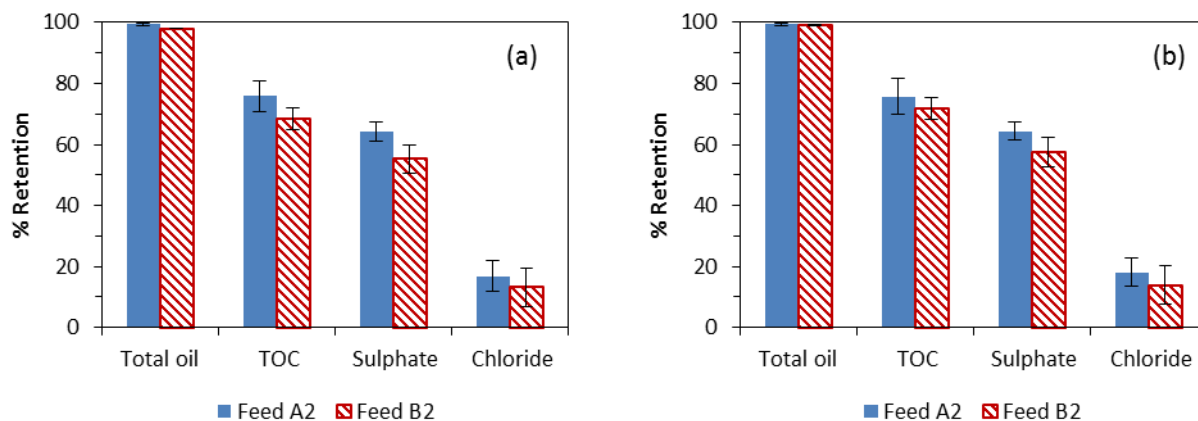 100
80
60
40
20
0
% Retention
(a)
Total oil TOC Sulphate Chloride
Feed A2 Feed B2
100
80
60
40
20
0
% Retention
(b)
Total oil TOC Sulphate Chloride
Feed A2 Feed B2